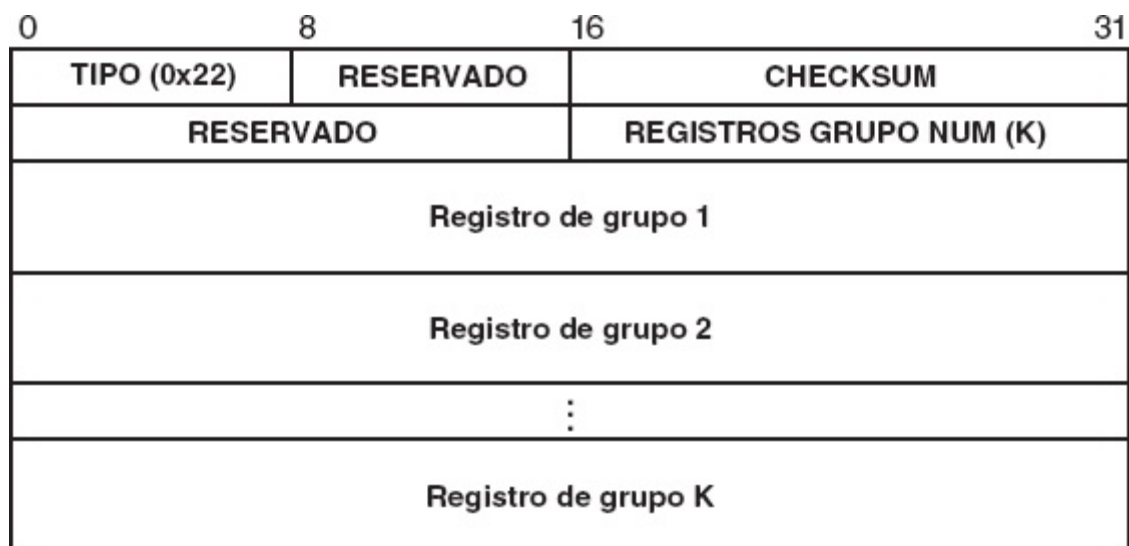 0 8 16 31
TIPO (0x22) RESERVADO CHECKSUM
RESERVADO REGISTROS GRUPO NUM (K)
Registro de grupo 1
Registro de grupo 2
⋮
Registro de grupo K